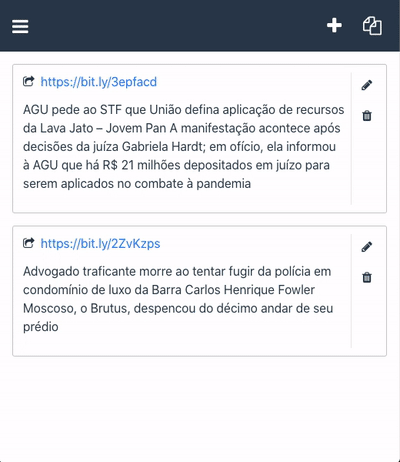 https://bit.ly/3epfacd
AGU pede ao STF que União defina aplicação de recursos
da Lava Jato – Jovem Pan A manifestação acontece após
decisões da juíza Gabriela Hardt; em ofício, ela informou
à AGU que há R$ 21 milhões depositados em juízo para
serem aplicados no combate à pandemia
https://bit.ly/2ZvKzps
Advogado traficante morre ao tentar fugir da polícia em
condomínio de luxo da Barra Carlos Henrique Fowler
Moscoso, o Brutus, despencou do décimo andar de seu
prédio